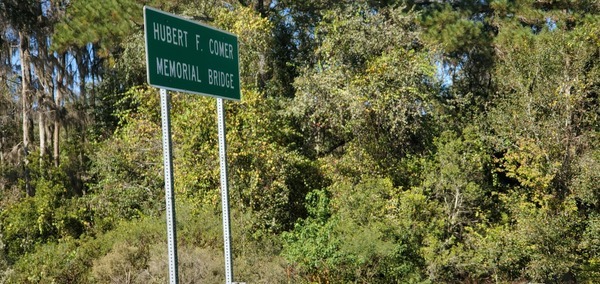 HUBERT F. COMER
MEMORIAL BRIDGE